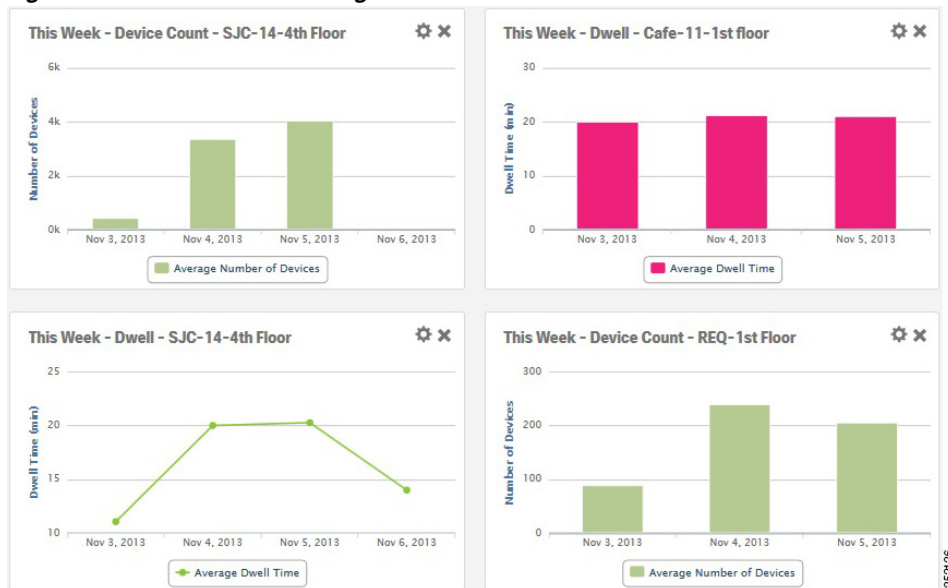 This Week - Device Count - SJC-14-4th Floor
6k
4k
2k
0k
Number of Devices
Nov 3, 2013 Nov 4, 2013 Nov 5, 2013 Nov 6, 2013
Average Number of Devices
This Week - Dwell - Cafe-11-1st floor
30
20
10
0
Dwell Time (min)
Nov 3, 2013 Nov 4, 2013 Nov 5, 2013
Average Dwell Time
This Week - Dwell - SJC-14-4th Floor
25
20
15
10
Dwell Time (min)
Nov 3, 2013 Nov 4, 2013 Nov 5, 2013 Nov 6, 2013
Average Dwell Time
This Week - Device Count - REQ-1st Floor
300
200
100
0
Number of Devices
Nov 3, 2013 Nov 4, 2013 Nov 5, 2013
Average Number of Devices